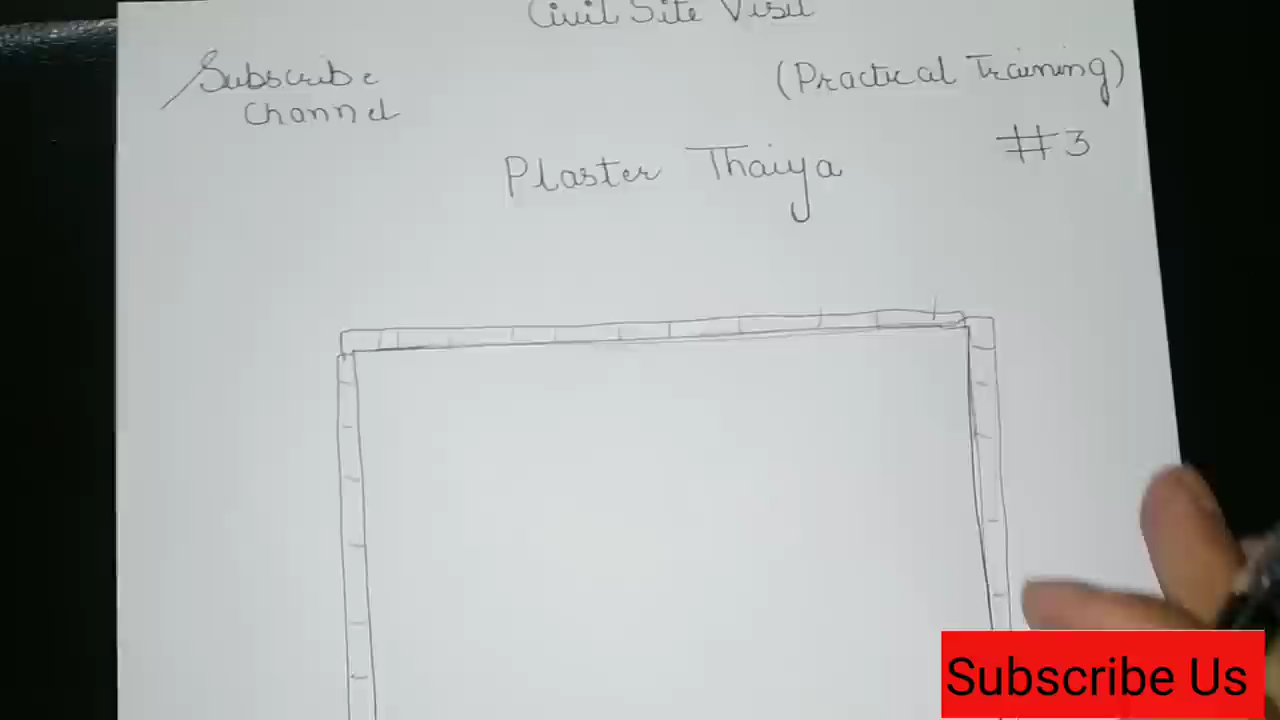 Civil Site Visit
Subscribe
Channel
(Practical Training)
#3
Plaster Thaiya
Subscribe Us